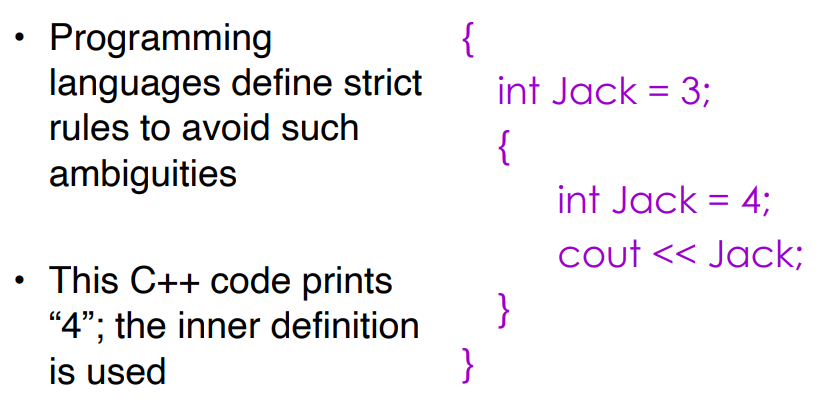 • Programming
languages define strict
rules to avoid such
ambiguities
• This C++ code prints
“4”; the inner definition
is used
{
int Jack = 3;
{
int Jack = 4;
cout << Jack;
}
}